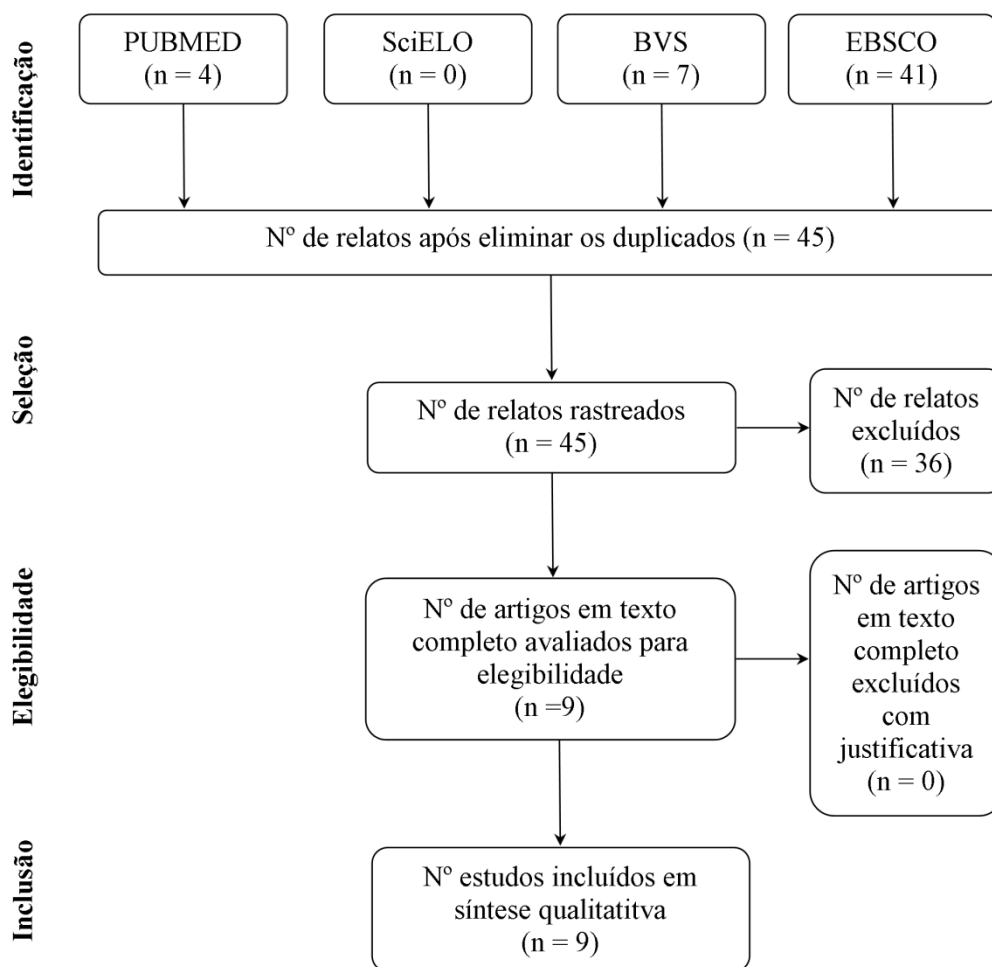 Identificação
PUBMED
(n = 4)
SciELO
(n = 0)
BVS
(n = 7)
EBSCO
(n = 41)
Nº de relatos após eliminar os duplicados (n = 45)
Seleção
Nº de relatos rastreados
(n = 45)
Nº de relatos
excluídos
(n = 36)
Elegibilidade
Nº de artigos em texto
completo avaliados para
elegibilidade
(n =9)
Nº de artigos
em texto
completo
excluídos
com
justificativa
(n = 0)
Inclusão
Nº estudos incluídos em
síntese qualitatitva
(n = 9)